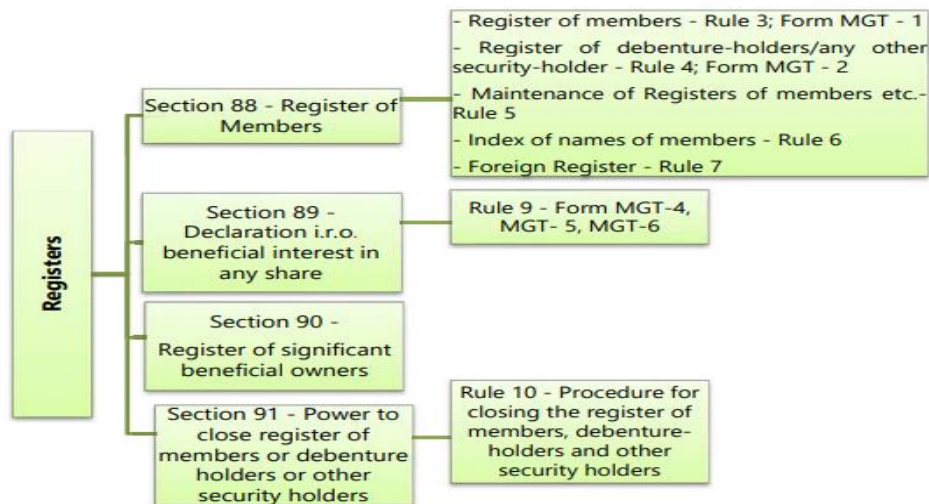 Registers
Section 88 - Register of
Members
- Register of members - Rule 3; Form MGT - 1
- Register of debenture-holders/any other
security-holder - Rule 4; Form MGT - 2
- Maintenance of Registers of members etc.-
Rule 5
- Index of names of members - Rule 6
- Foreign Register - Rule 7
Section 89 -
Declaration i.r.o.
beneficial interest in
any share
Rule 9 - Form MGT-4,
MGT- 5, MGT-6
Section 90 -
Register of significant
beneficial owners
Section 91 - Power to
close register of
members or debenture
holders or other
security holders
Rule 10 - Procedure for
closing the register of
members, debenture-
holders and other
security holders